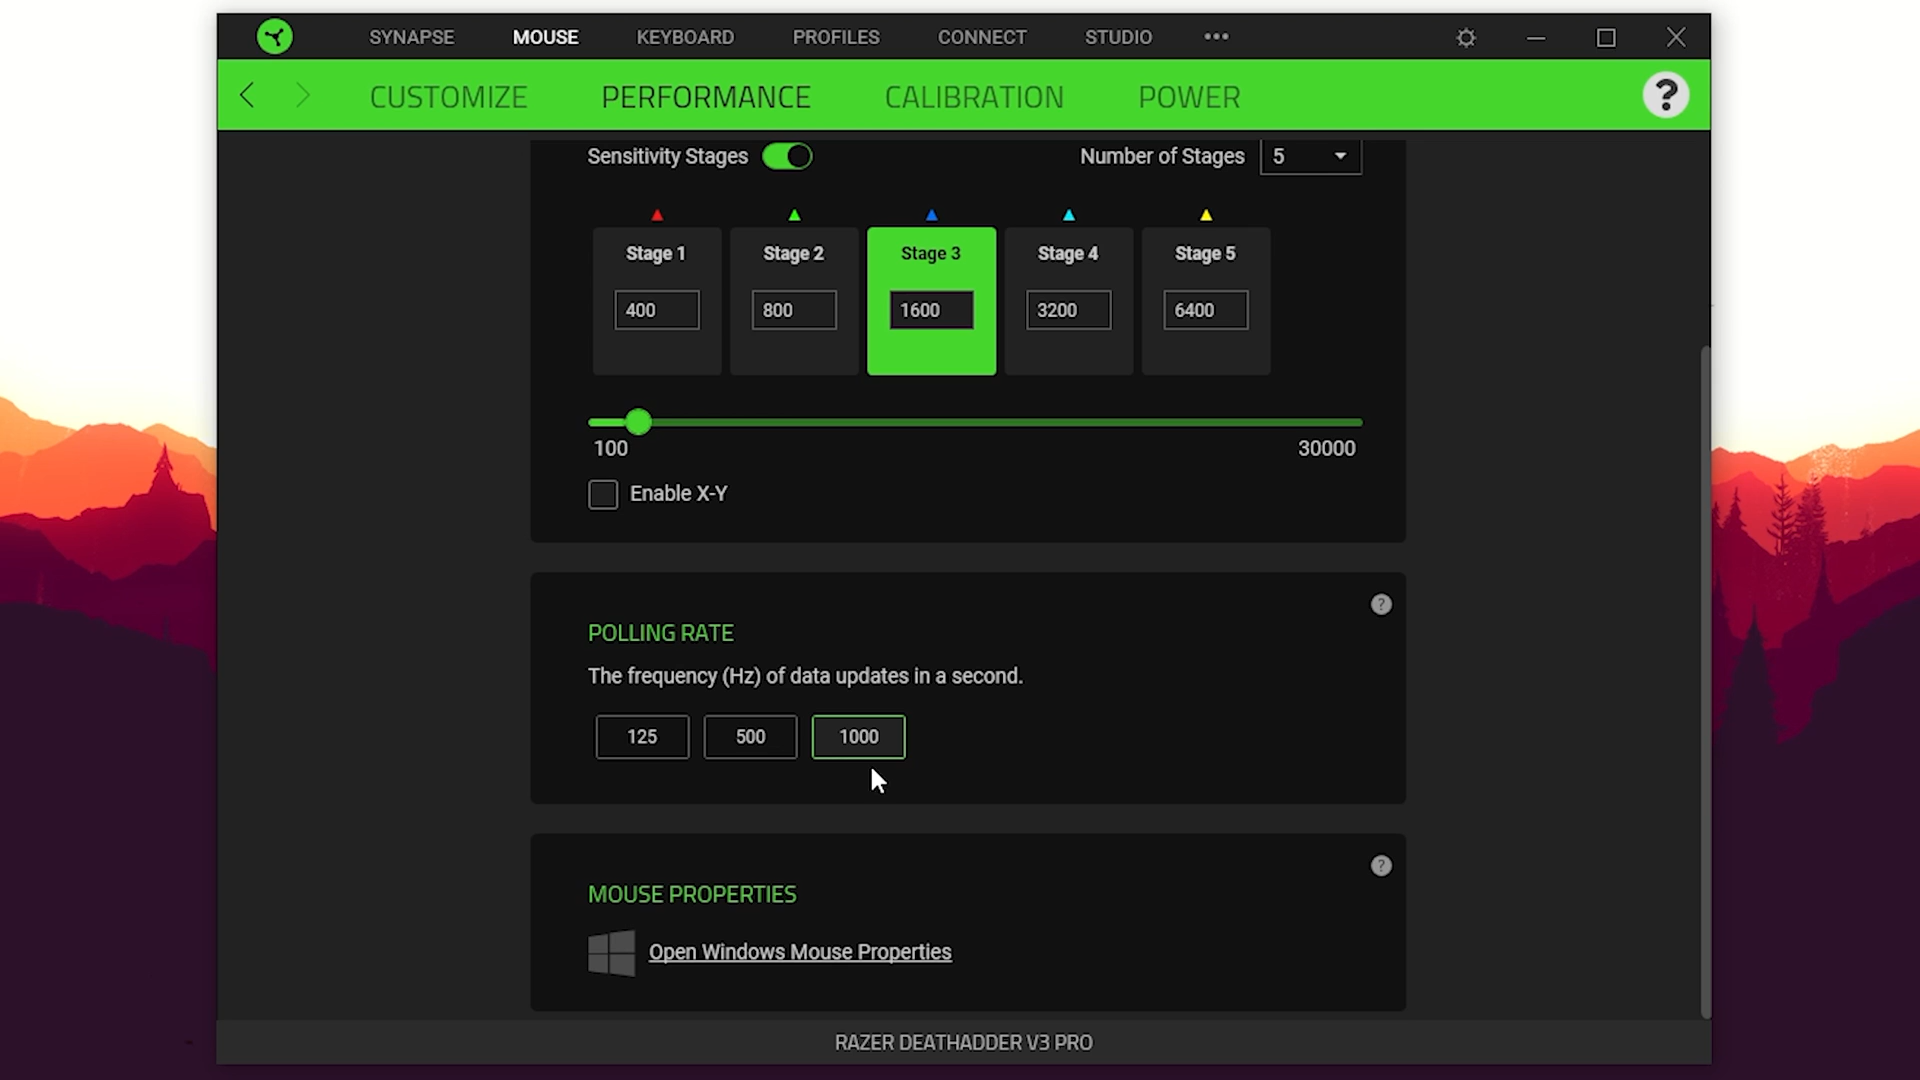 SYNAPSE MOUSE KEYBOARD PROFILES CONNECT STUDIO •••
CUSTOMIZE PERFORMANCE CALIBRATION POWER ?
Sensitivity Stages Number of Stages 5
Stage 1 Stage 2 Stage 3 Stage 4 Stage 5
400 800 1600 3200 6400
100 30000
Enable X-Y
?
POLLING RATE
The frequency (Hz) of data updates in a second.
125 500 1000
?
MOUSE PROPERTIES
Open Windows Mouse Properties
RAZER DEATHADDER V3 PRO